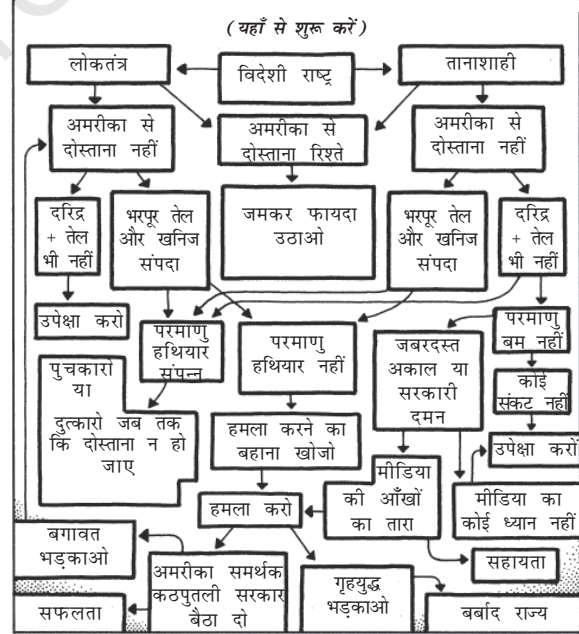 (यहाँ से शुरू करें)
लोकतंत्र
विदेशी राष्ट्र
तानाशाही
अमरीका से
दोस्ताना नहीं
अमरीका से
दोस्ताना रिश्ते
अमरीका से
दोस्ताना नहीं
दरिद्र
+ तेल
भी नहीं
भरपूर तेल
और खनिज
संपदा
जमकर फायदा
उठाओ
भरपूर तेल
और खनिज
संपदा
दरिद्र
+ तेल
भी नहीं
उपेक्षा करो
परमाणु
हथियार
संपन्न
परमाणु
हथियार नहीं
जबरदस्त
अकाल या
सरकारी
दमन
परमाणु
बम नहीं
पुचकारो
या
दुत्कारो जब तक
कि दोस्ताना न हो
जाए
कोई
संकट नहीं
हमला करने का
बहाना खोजो
उपेक्षा करों
मीडिया
की आँखों
का तारा
मीडिया का
कोई ध्यान नहीं
हमला करो
बगावत
भड़काओ
सहायता
अमरीका समर्थक
कठपुतली सरकार
बैठा दो
गृहयुद्ध
भड़काओ
सफलता
बर्बाद राज्य